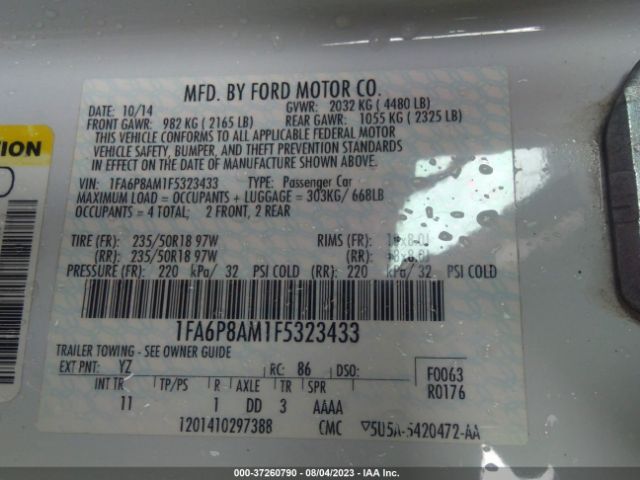 MFD. BY FORD MOTOR CO.
DATE: 10/14 GVWR: 2032 KG ( 4480 LB)
FRONT GAWR: 982 KG ( 2165 LB) REAR GAWR: 1055 KG ( 2325 LB)
THIS VEHICLE CONFORMS TO ALL APPLICABLE FEDERAL MOTOR
VEHICLE SAFETY, BUMPER, AND THEFT PREVENTION STANDARDS
IN EFFECT ON THE DATE OF MANUFACTURE SHOWN ABOVE.
VIN: 1FA6P8AM1F5323433 TYPE: Passenger Car
MAXIMUM LOAD = OCCUPANTS + LUGGAGE = 303KG/ 668LB
OCCUPANTS = 4 TOTAL; 2 FRONT, 2 REAR
TIRE (FR): 235/50R18 97W RIMS (FR):
(RR): 235/50R18 97W (RR):
PRESSURE (FR): 220 kPa/ 32 PSI COLD (RR): 220 kPa/ 32 PSI COLD
1FA6P8AM1F5323433
TRAILER TOWING - SEE OWNER GUIDE
EXT PNT: YZ RC: 86 DSO: F0063
INT TR TP/PS R AXLE TR SPR R0176
11 1 DD 3 AAAA
1201410297388 CMC ▽5U5A-5420472-AA
000-37260790 - 08/04/2023 - IAA Inc.